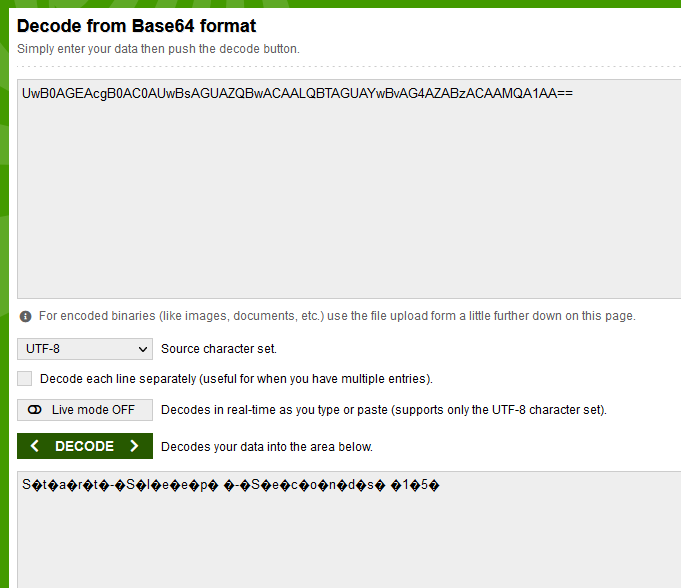 Decode from Base64 format
Simply enter your data then push the decode button.
UwB0AGEAcgB0AC0AUwBsAGUAZQBwACAALQBTAGUAYwBvAG4AZABzACAAMQA1AA==
For encoded binaries (like images, documents, etc.) use the file upload form a little further down on this page.
UTF-8 Source character set.
Decode each line separately (useful for when you have multiple entries).
Live mode OFF Decodes in real-time as you type or paste (supports only the UTF-8 character set).
< DECODE > Decodes your data into the area below.
S�t�a�r�t�-�S�l�e�e�p� �-�S�e�c�o�n�d�s� �1�5�